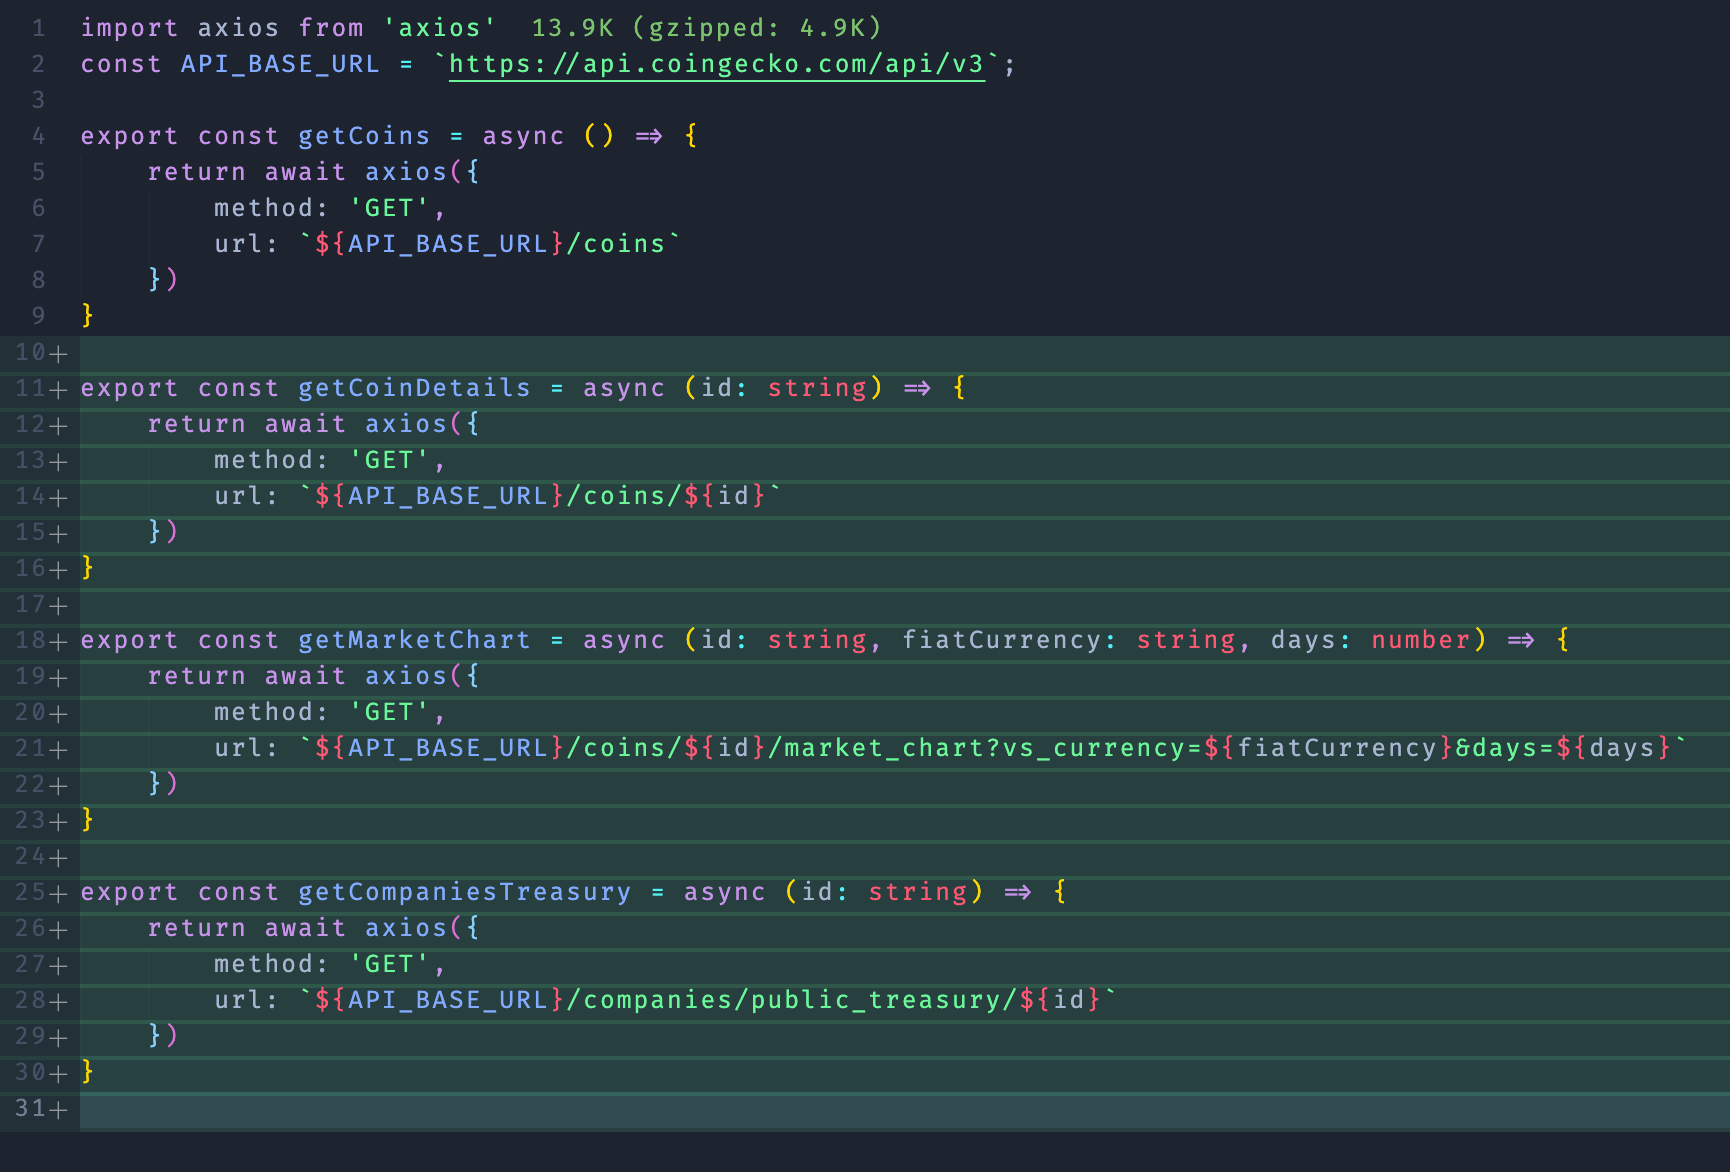 1 import axios from 'axios' 13.9K (gzipped: 4.9K)
2 const API_BASE_URL = `https://api.coingecko.com/api/v3`;
3
4 export const getCoins = async () => {
5     return await axios({
6         method: 'GET',
7         url: `${API_BASE_URL}/coins`
8     })
9 }
10+
11+ export const getCoinDetails = async (id: string) => {
12+     return await axios({
13+         method: 'GET',
14+         url: `${API_BASE_URL}/coins/${id}`
15+     })
16+ }
17+
18+ export const getMarketChart = async (id: string, fiatCurrency: string, days: number) => {
19+     return await axios({
20+         method: 'GET',
21+         url: `${API_BASE_URL}/coins/${id}/market_chart?vs_currency=${fiatCurrency}&days=${days}`
22+     })
23+ }
24+
25+ export const getCompaniesTreasury = async (id: string) => {
26+     return await axios({
27+         method: 'GET',
28+         url: `${API_BASE_URL}/companies/public_treasury/${id}`
29+     })
30+ }
31+